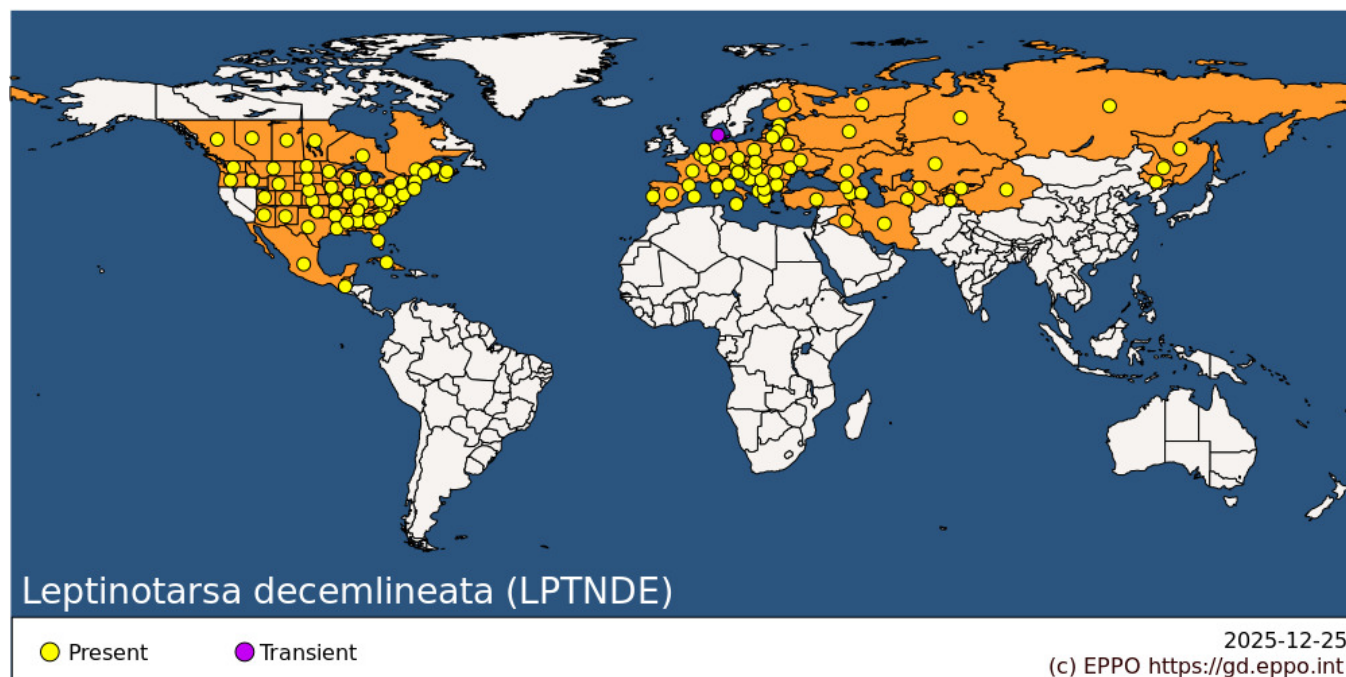 Leptinotarsa decemlineata (LPTNDE)
Present
Transient
2025-12-25
(c) EPPO https://gd.eppo.int